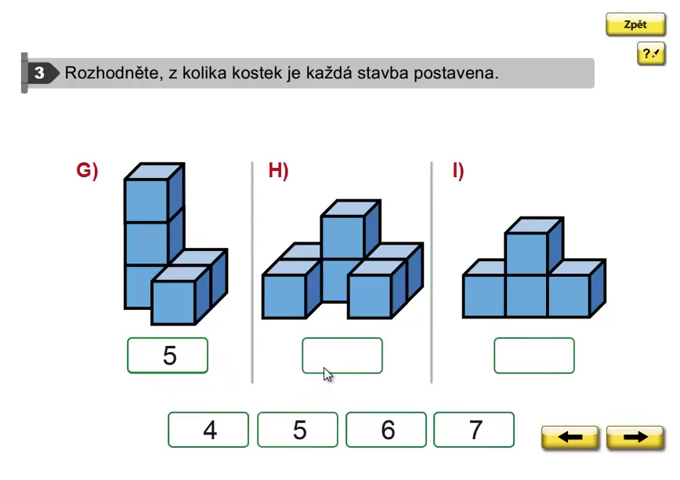 Zpět
?
3 Rozhodněte, z kolika kostek je každá stavba postavena.
G) H) I)
5
4 5 6 7